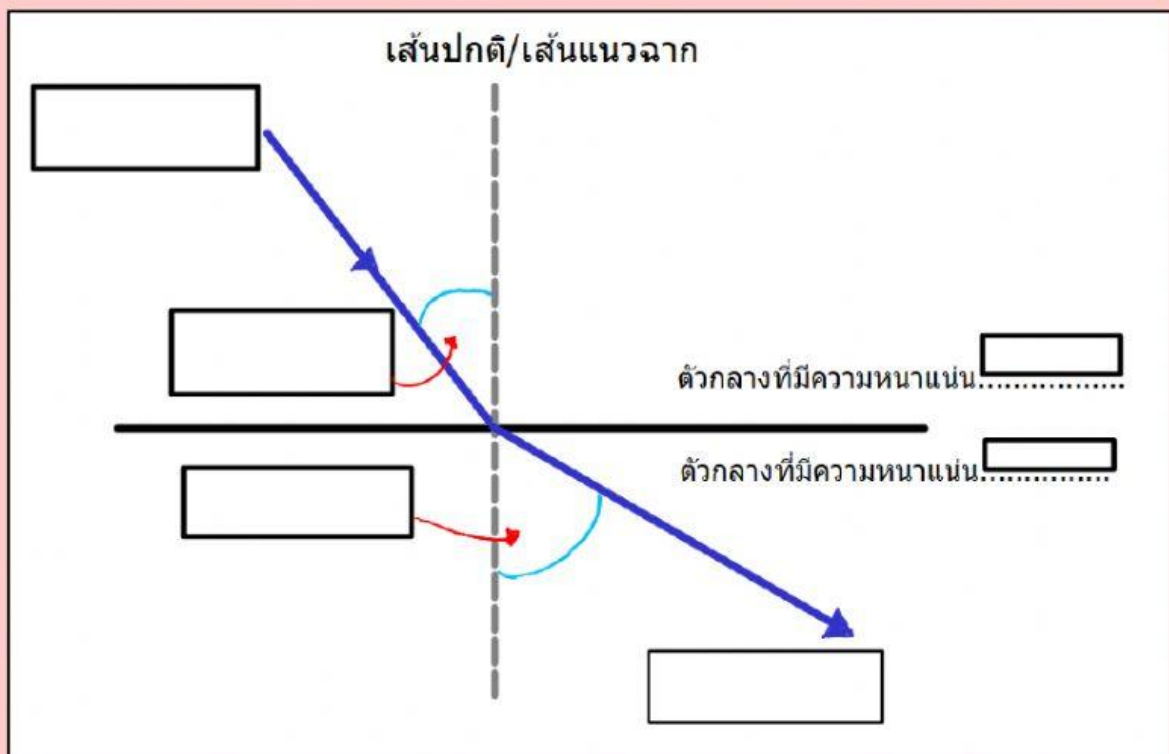 เส้นปกติ/เส้นแนวฉาก
ตัวกลางที่มีความหนาแน่น................
ตัวกลางที่มีความหนาแน่น...............